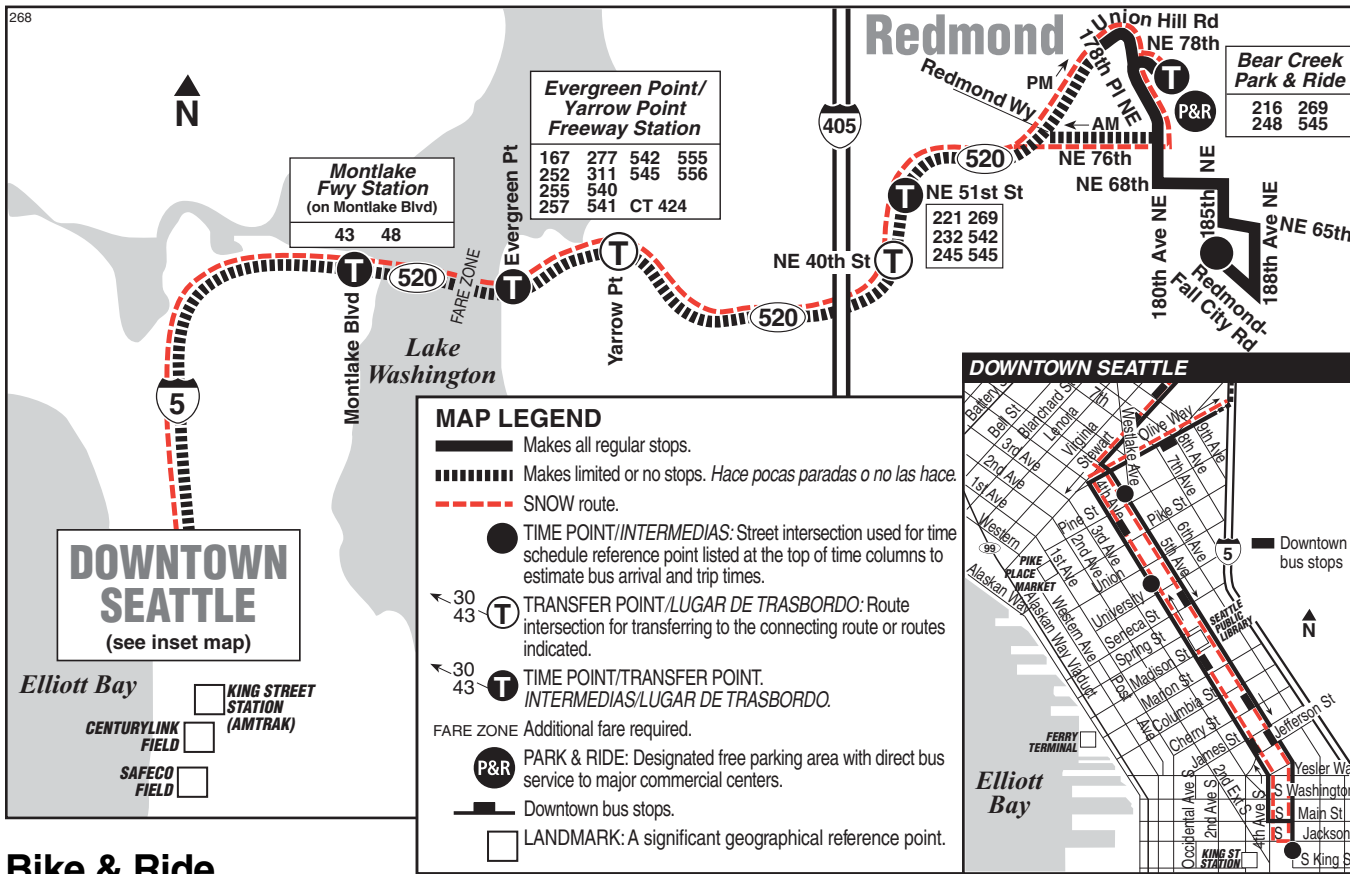 268
N
Redmond
Union Hill Rd
NE 78th
178th Pl NE
PM
Redmond Wy
AM
NE 76th
NE 68th
P&R
T
Bear Creek
Park & Ride
216 269
248 545
Evergreen Point/
Yarrow Point
Freeway Station
167 277 542 555
252 311 545 556
255 540
257 541 CT 424
Montlake
Fwy Station
(on Montlake Blvd)
43 48
405
520
T
NE 51st St
221 269
232 542
245 545
NE 40th St
T
180th Ave NE
185th NE
188th Ave NE
NE 65th
Redmond-
Fall City Rd
T
520
FARE ZONE
T
Evergreen Pt
T
Yarrow Pt
520
Montlake Blvd
Lake
Washington
5
DOWNTOWN
SEATTLE
(see inset map)
Elliott Bay
KING STREET
STATION
(AMTRAK)
CENTURYLINK
FIELD
SAFECO
FIELD
MAP LEGEND
Makes all regular stops.
Makes limited or no stops. Hace pocas paradas o no las hace.
SNOW route.
TIME POINT/INTERMEDIAS: Street intersection used for time
schedule reference point listed at the top of time columns to
estimate bus arrival and trip times.
30
43
T
TRANSFER POINT/LUGAR DE TRASBORDO: Route
intersection for transferring to the connecting route or routes
indicated.
30
43
T
TIME POINT/TRANSFER POINT.
INTERMEDIAS/LUGAR DE TRASBORDO.
FARE ZONE Additional fare required.
P&R
PARK & RIDE: Designated free parking area with direct bus
service to major commercial centers.
Downtown bus stops.
LANDMARK: A significant geographical reference point.
DOWNTOWN SEATTLE
Battery St
Bell St
Blanchard St
Lenora
Virginia
Stewart
7th
Westlake Ave
Olive Way
9th Ave
8th Ave
7th Ave
3rd Ave
2nd Ave
1st Ave
Western
99
Alaskan Way
PIKE
PLACE
MARKET
Pine St
4th Ave
3rd Ave
2nd Ave
1st Ave
Pike St
6th Ave
5th Ave
Union
University
Seneca St
Spring St
Madison St
Marion St
Columbia St
Cherry St
James St
Western Ave
Alaskan Way Viaduct
Post
Ave
SEATTLE
PUBLIC
LIBRARY
5
Downtown
bus stops
N
FERRY
TERMINAL
Elliott
Bay
Jefferson St
Yesler Wa
S Washington
S Main St
S Jackson
S King S
Occidental Ave S
2nd Ave S
2nd Ext S
4th Ave S
KING ST
STATION
Bike & Ride